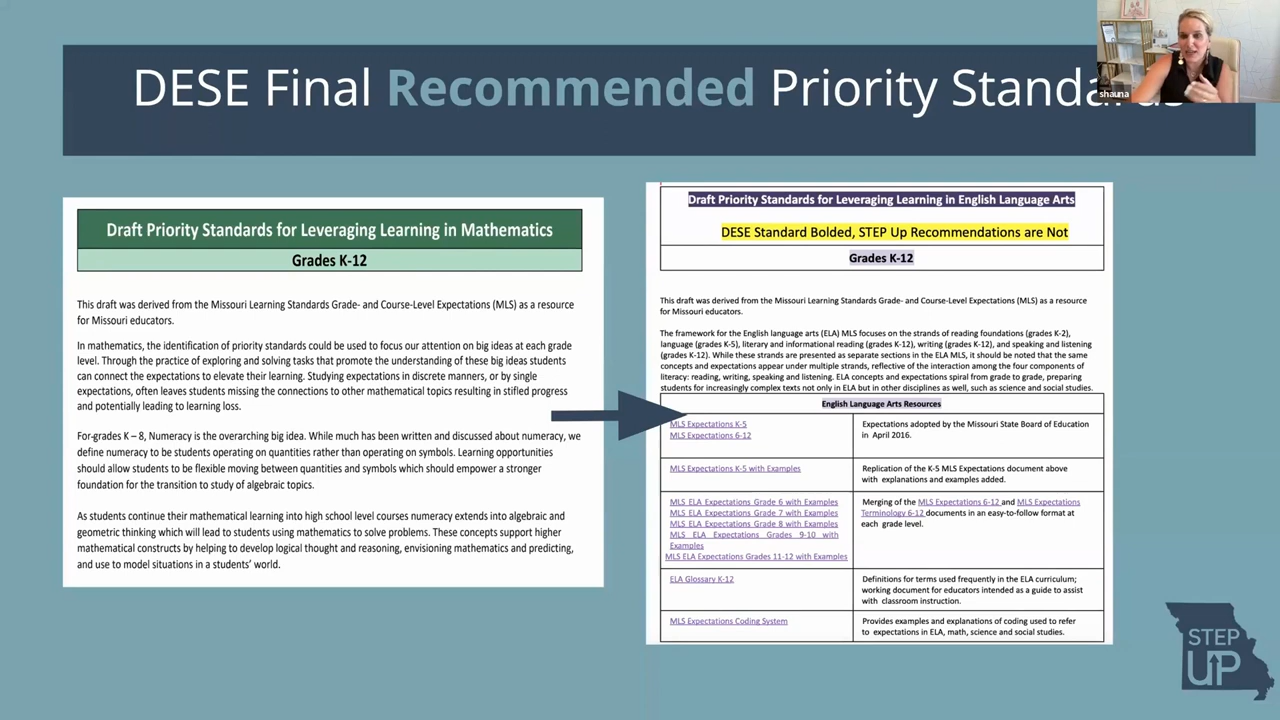 DESE Final Recommended Priority Standards
shauna
Draft Priority Standards for Leveraging Learning in Mathematics
Grades K-12
This draft was derived from the Missouri Learning Standards Grade- and Course-Level Expectations (MLS) as a resource
for Missouri educators.
In mathematics, the identification of priority standards could be used to focus our attention on big ideas at each grade
level. Through the practice of exploring and solving tasks that promote the understanding of these big ideas students
can connect the expectations to elevate their learning. Studying expectations in discrete manners, or by single
expectations, often leaves students missing the connections to other mathematical topics resulting in stifled progress
and potentially leading to learning loss.
For grades K – 8, Numeracy is the overarching big idea. While much has been written and discussed about numeracy, we
define numeracy to be students operating on quantities rather than operating on symbols. Learning opportunities
should allow students to be flexible moving between quantities and symbols which should empower a stronger
foundation for the transition to study of algebraic topics.
As students continue their mathematical learning into high school level courses numeracy extends into algebraic and
geometric thinking which will lead to students using mathematics to solve problems. These concepts support higher
mathematical constructs by helping to develop logical thought and reasoning, envisioning mathematics and predicting,
and use to model situations in a students' world.
Draft Priority Standards for Leveraging Learning in English Language Arts
DESE Standard Bolded, STEP Up Recommendations are Not
Grades K-12
This draft was derived from the Missouri Learning Standards Grade- and Course-Level Expectations (MLS) as a resource
for Missouri educators.
The framework for the English language arts (ELA) MLS focuses on the strands of reading foundations (grades K-2),
language (grades K-5), literary and informational reading (grades K-12), writing (grades K-12), and speaking and listening
(grades K-12). While these strands are presented as separate sections in the ELA MLS, it should be noted that the same
concepts and expectations appear under multiple strands, reflective of the interaction among the four components of
literacy: reading, writing, speaking and listening. ELA concepts and expectations spiral from grade to grade, preparing
students for increasingly complex texts not only in ELA but in other disciplines as well, such as science and social studies.
English Language Arts Resources
MLS Expectations K-5
MLS Expectations 6-12
Expectations adopted by the Missouri State Board of Education
in April 2016.
MLS Expectations K-5 with Examples
Replication of the K-5 MLS Expectations document above
with explanations and examples added.
MLS ELA Expectations Grade 6 with Examples
MLS ELA Expectations Grade 7 with Examples
MLS ELA Expectations Grade 8 with Examples
MLS ELA Expectations Grades 9-10 with
Examples
MLS ELA Expectations Grades 11-12 with Examples
Merging of the MLS Expectations 6-12 and MLS Expectations
Terminology 6-12 documents in an easy-to-follow format at
each grade level.
ELA Glossary K-12
Definitions for terms used frequently in the ELA curriculum;
working document for educators intended as a guide to assist
with classroom instruction.
MLS Expectations Coding System
Provides examples and explanations of coding used to refer
to expectations in ELA, math, science and social studies.
STEP
UP